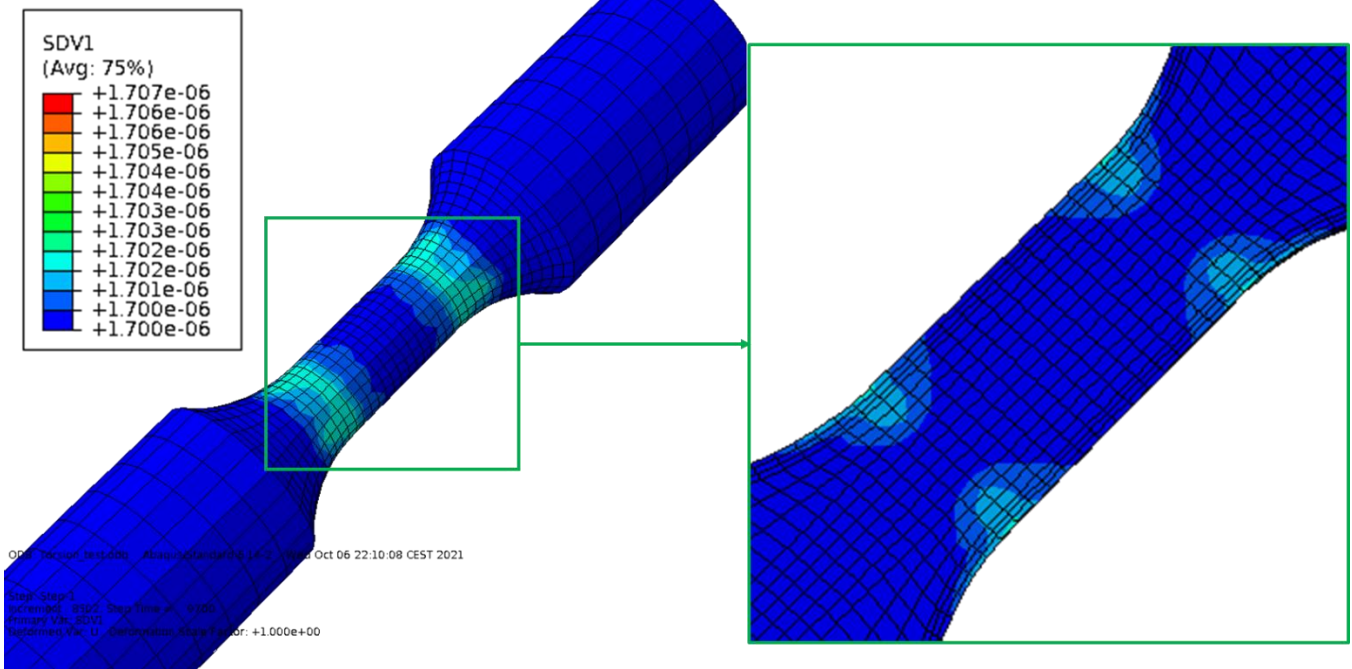 SDV1
(Avg: 75%)
+1.707e-06
+1.706e-06
+1.706e-06
+1.705e-06
+1.704e-06
+1.704e-06
+1.703e-06
+1.703e-06
+1.702e-06
+1.702e-06
+1.701e-06
+1.700e-06
+1.700e-06
Oct 06 22:10:08 CEST 2021
Step: Step-1
Primary Var: SDV1
Deformed Var: U Deformation Scale Factor: +1.000e+00